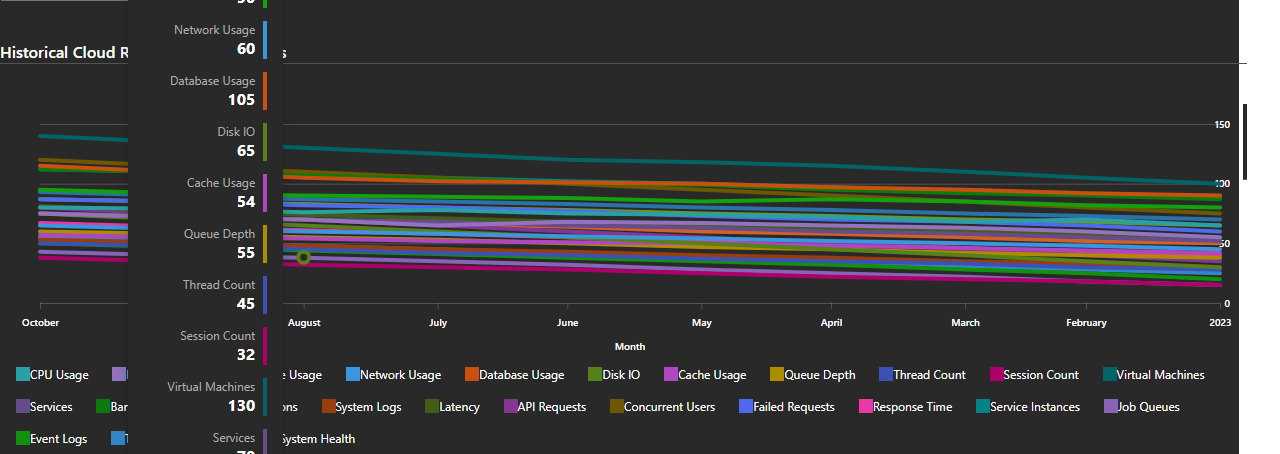 Network Usage
60
Historical Cloud R
s
Database Usage
105
Disk IO
65
Cache Usage
54
Queue Depth
55
Thread Count
45
Session Count
32
Virtual Machines
130
Services
150
100
50
0
October August July June May April March February 2023
Month
CPU Usage e Usage Network Usage Database Usage Disk IO Cache Usage Queue Depth Thread Count Session Count Virtual Machines
Services Ban ons System Logs Latency API Requests Concurrent Users Failed Requests Response Time Service Instances Job Queues
Event Logs System Health